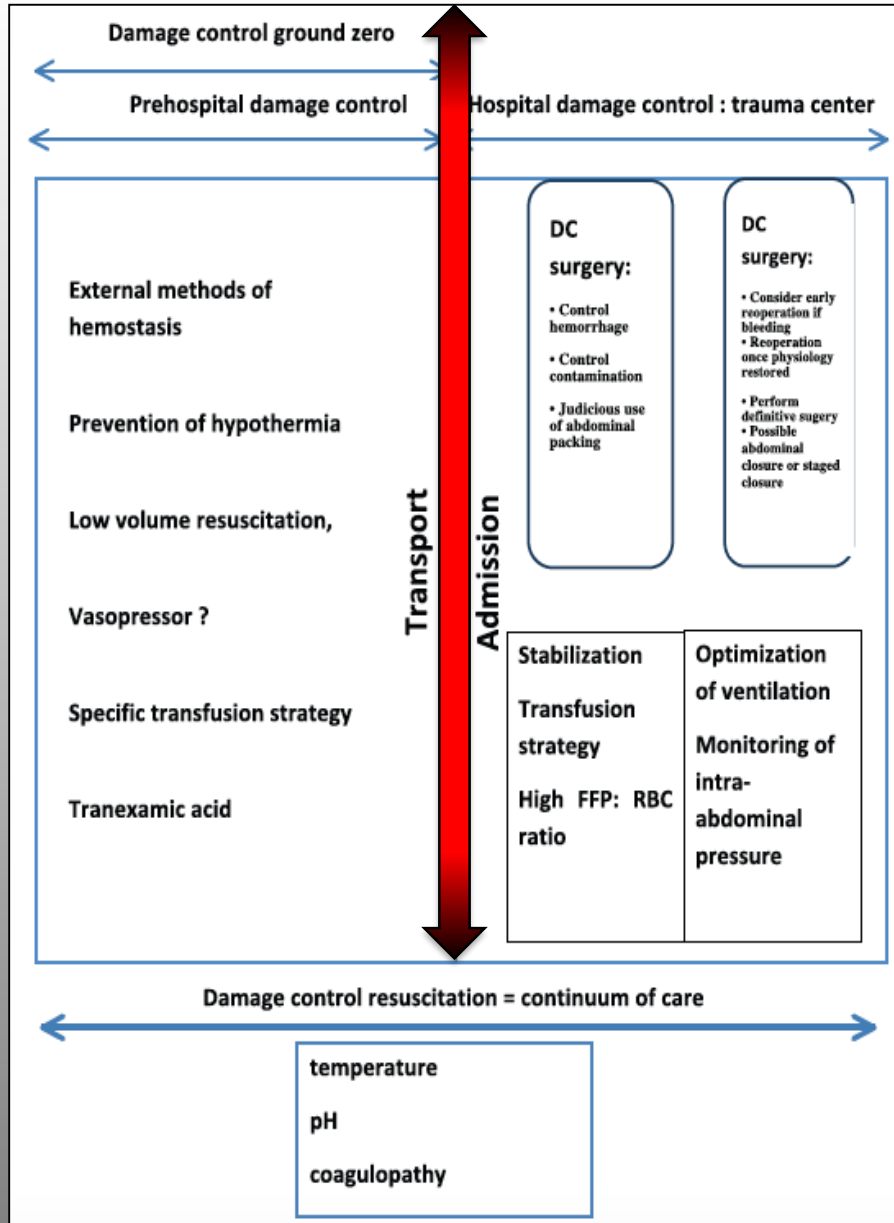 Damage control ground zero
Prehospital damage control
Hospital damage control : trauma center
External methods of
hemostasis
Prevention of hypothermia
Low volume resuscitation,
Vasopressor ?
Specific transfusion strategy
Tranexamic acid
Transport
Admission
DC
surgery:
• Control
hemorrhage
• Control
contamination
• Judicious use
of abdominal
packing
DC
surgery:
• Consider early
reoperation if
bleeding
• Reoperation
once physiology
restored
• Perform
definitive sugery
• Possible
abdominal
closure or staged
closure
Stabilization
Transfusion
strategy
High FFP: RBC
ratio
Optimization
of ventilation
Monitoring of
intra-
abdominal
pressure
Damage control resuscitation = continuum of care
temperature
pH
coagulopathy